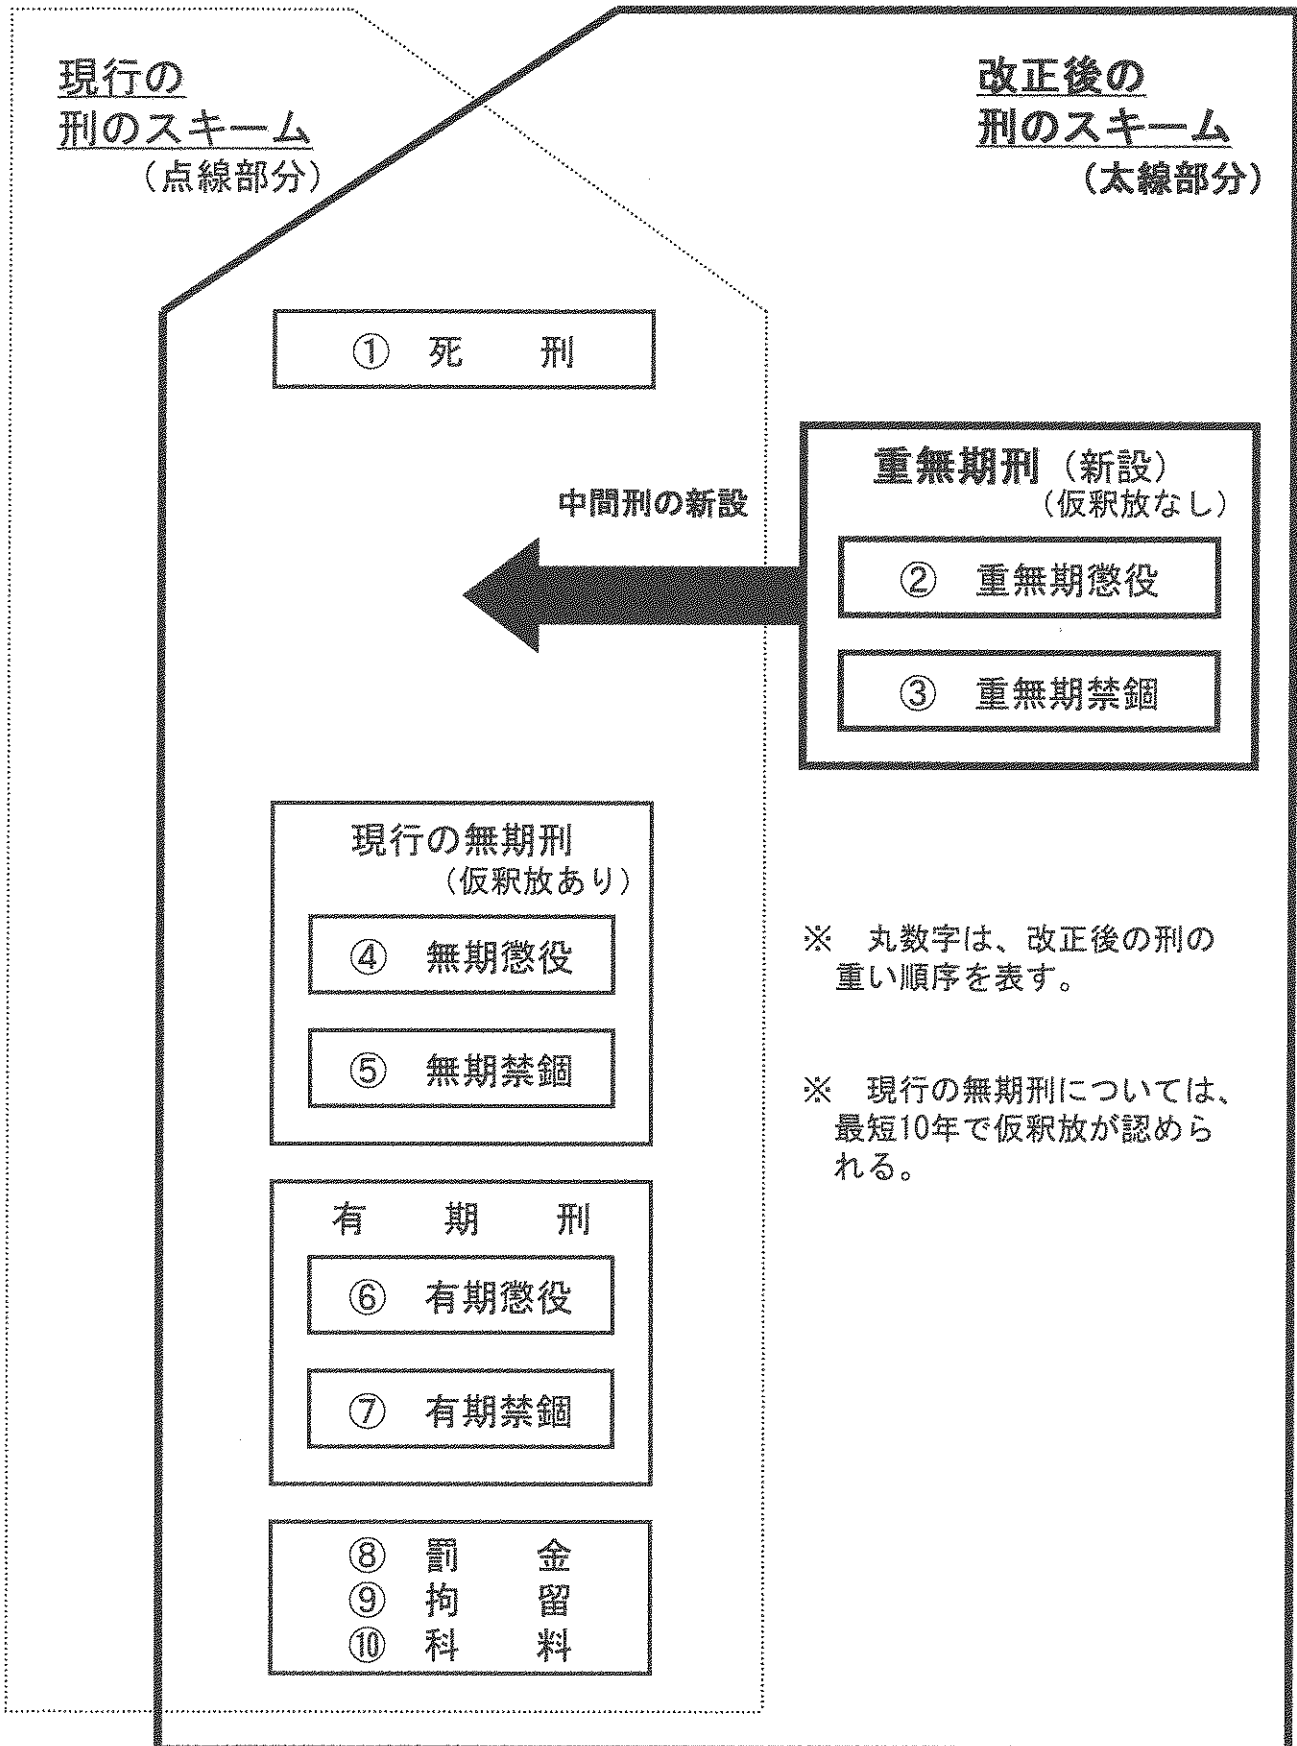 現行の
刑のスキーム
（点線部分）
改正後の
刑のスキーム
（太線部分）
① 死　　刑
中間刑の新設
重無期刑（新設）
（仮釈放なし）
② 重無期懲役
③ 重無期禁錮
現行の無期刑
（仮釈放あり）
④ 無期懲役
⑤ 無期禁錮
※　丸数字は、改正後の刑の
重い順序を表す。
※　現行の無期刑については、
最短10年で仮釈放が認めら
れる。
有　　期　　刑
⑥ 有期懲役
⑦ 有期禁錮
⑧ 罰　　金
⑨ 拘　　留
⑩ 科　　料